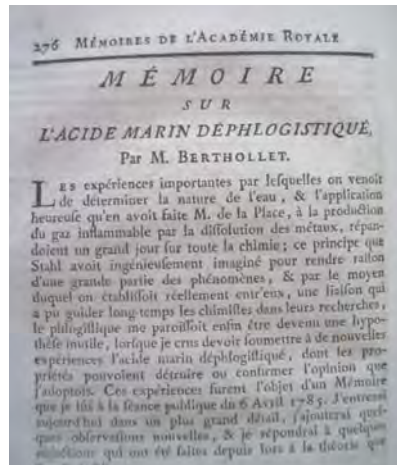 276 MÉMOIRES DE L'ACADÉMIE ROYALE
MÉMOIRE
SUR
L'ACIDE MARIN DÉPHLOGISTIQUÉ,
Par M. BERTHOLLET.
LES expériences importantes par leſquelles on venoit
de déterminer la nature de l'eau, & l'application
heureuſe qu'en avoit faite M. de la Place, à la production
du gaz inflammable par la diſſolution des métaux, répan-
doient un grand jour ſur toute la chimie; ce principe que
Stahl avoit ingénieuſement imaginé pour rendre raiſon
d'une grande partie des phénomènes, & par le moyen
duquel on établiſſoit réellement entr'eux, une liaiſon qui
a pu guider long-temps les chimiſtes dans leurs recherches,
le phlogiſtique me paroiſſoit enfin être devenu une hypo-
thèſe inutile, lorſque je crus devoir ſoumettre à de nouvelles
expériences l'acide marin déphlogiſtiqué, dont les pro-
priétés pouvoient détruire ou confirmer l'opinion que
j'adoptois. Ces expériences furent l'objet d'un Mémoire
que je lûs à la ſéance publique du 6 Avril 1785. J'entrerai
aujourd'hui dans un plus grand détail, j'ajouterai quel-
ques obſervations nouvelles, & je répondrai à quelques
objections qui ont été faites depuis lors à la théorie que